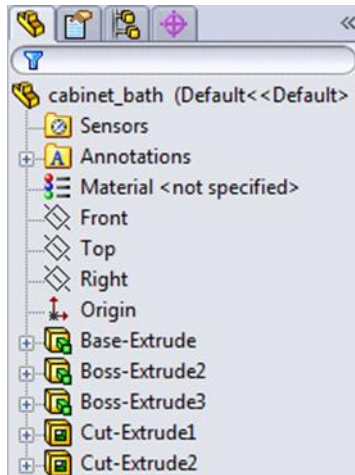 cabinet_bath (Default<<Default>
Sensors
Annotations
Material <not specified>
Front
Top
Right
Origin
Base-Extrude
Boss-Extrude2
Boss-Extrude3
Cut-Extrude1
Cut-Extrude2